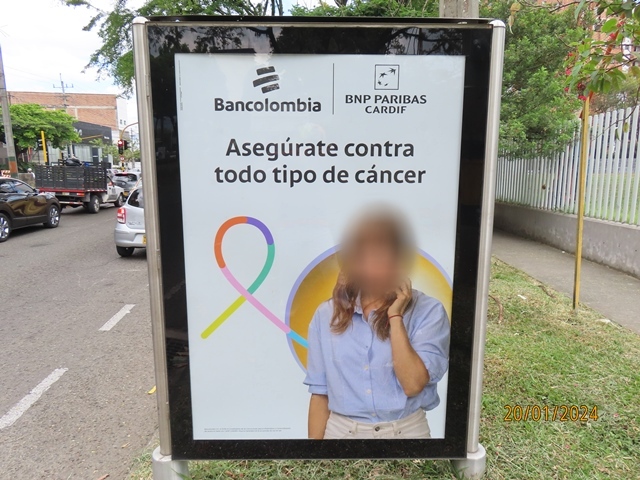 Bancolombia
BNP PARIBAS
CARDIF
Asegúrate contra
todo tipo de cáncer
20/01/2024